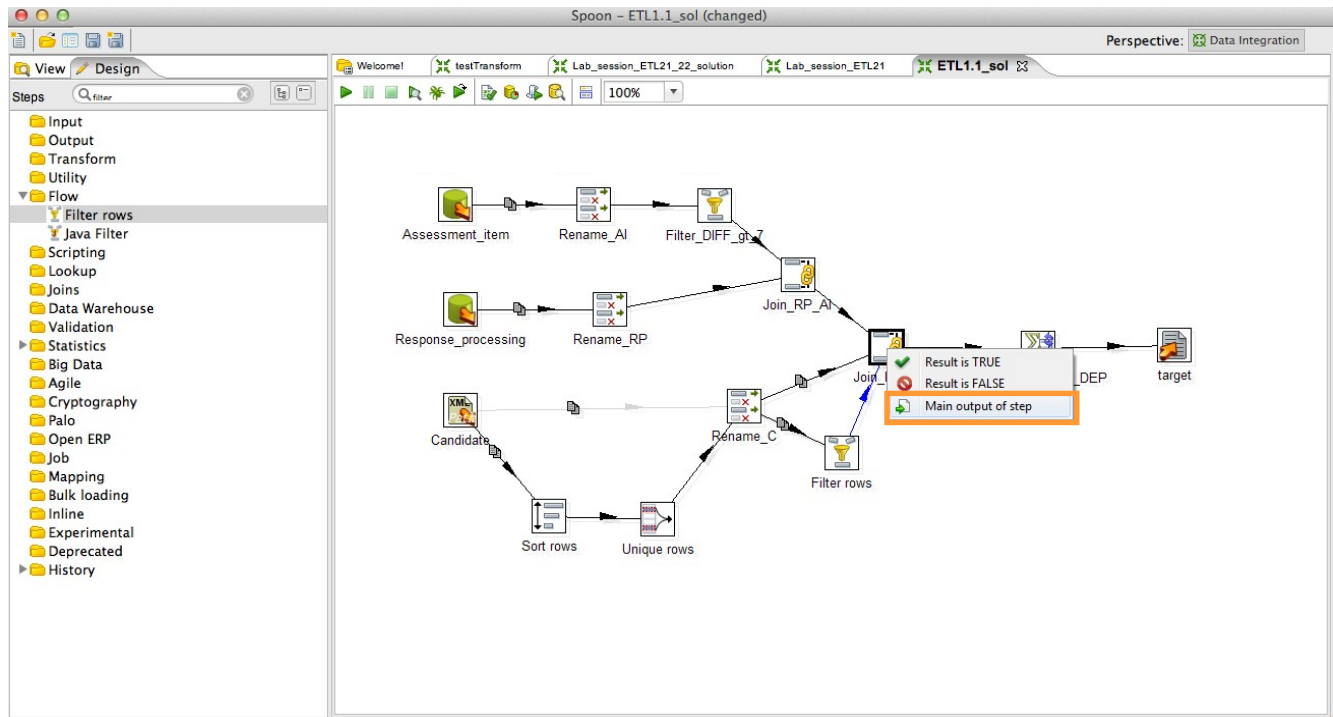 Spoon - ETL1.1_sol (changed)
Perspective: Data Integration
View Design
Welcome! testTransform Lab_session_ETL21_22_solution Lab_session_ETL21 ETL1.1_sol
Steps filter
100%
Input
Output
Transform
Utility
Flow
Filter rows
Java Filter
Scripting
Lookup
Joins
Data Warehouse
Validation
Statistics
Big Data
Agile
Cryptography
Palo
Open ERP
Job
Mapping
Bulk loading
Inline
Experimental
Deprecated
History
Assessment_item Rename_AI Filter_DIFF_gt_7
Join_RP_AI
Response_processing Rename_RP
Join_
Result is TRUE
Result is FALSE
Main output of step
_DEP target
XML
Candidate Rename_C
Filter rows
Sort rows Unique rows